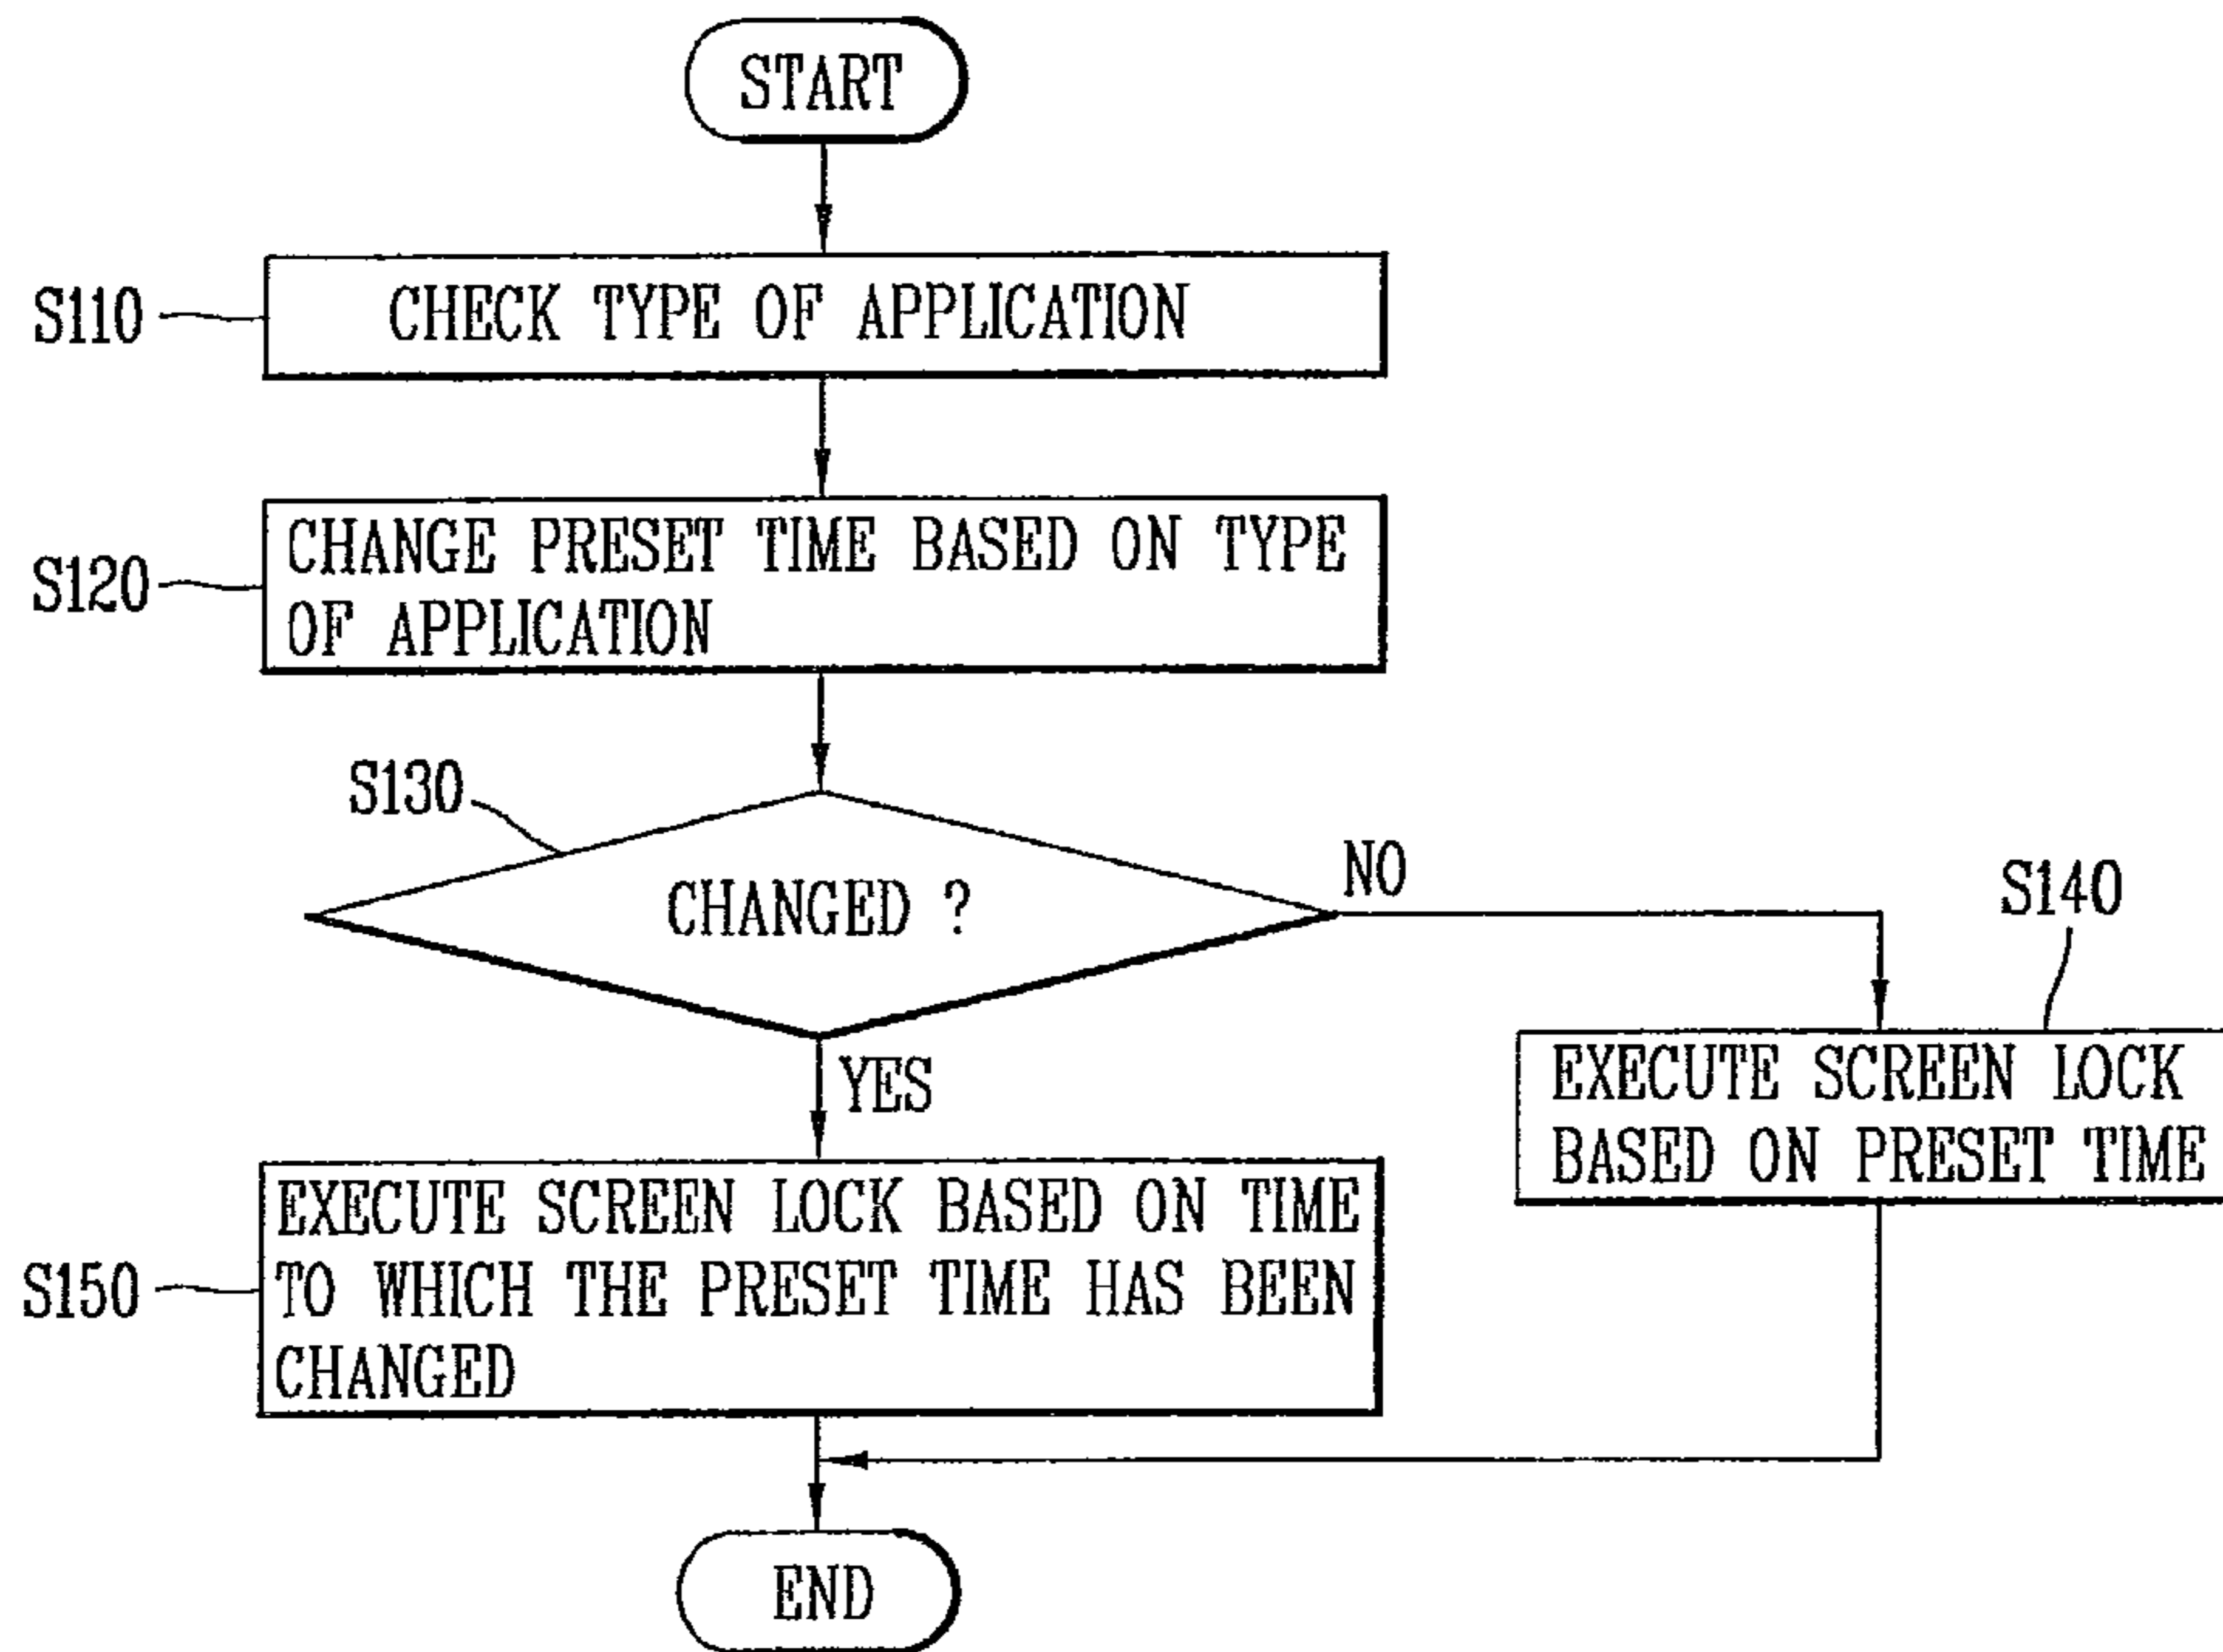 START
S110
CHECK TYPE OF APPLICATION
S120
CHANGE PRESET TIME BASED ON TYPE
OF APPLICATION
S130
CHANGED ?
NO
S140
YES
EXECUTE SCREEN LOCK
BASED ON PRESET TIME
S150
EXECUTE SCREEN LOCK BASED ON TIME
TO WHICH THE PRESET TIME HAS BEEN
CHANGED
END